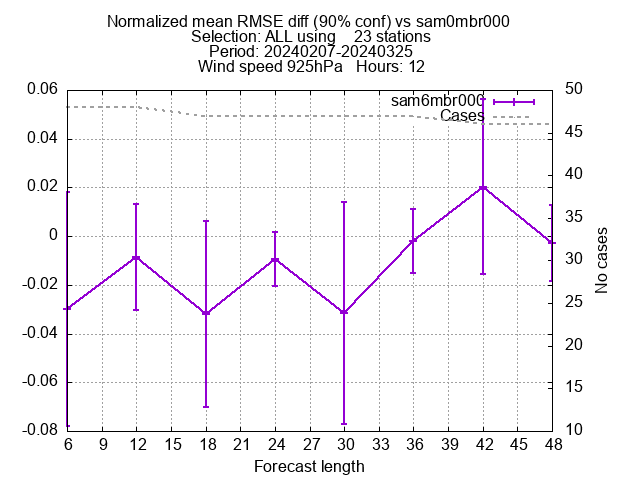 Normalized mean RMSE diff (90% conf) vs sam0mbr000
Selection: ALL using    23 stations
Period: 20240207-20240325
Wind speed 925hPa   Hours: 12
sam6mbr000
Cases
0.06
0.04
0.02
0
-0.02
-0.04
-0.06
-0.08
50
45
40
35
30
25
20
15
10
No cases
6 9 12 15 18 21 24 27 30 33 36 39 42 45 48
Forecast length